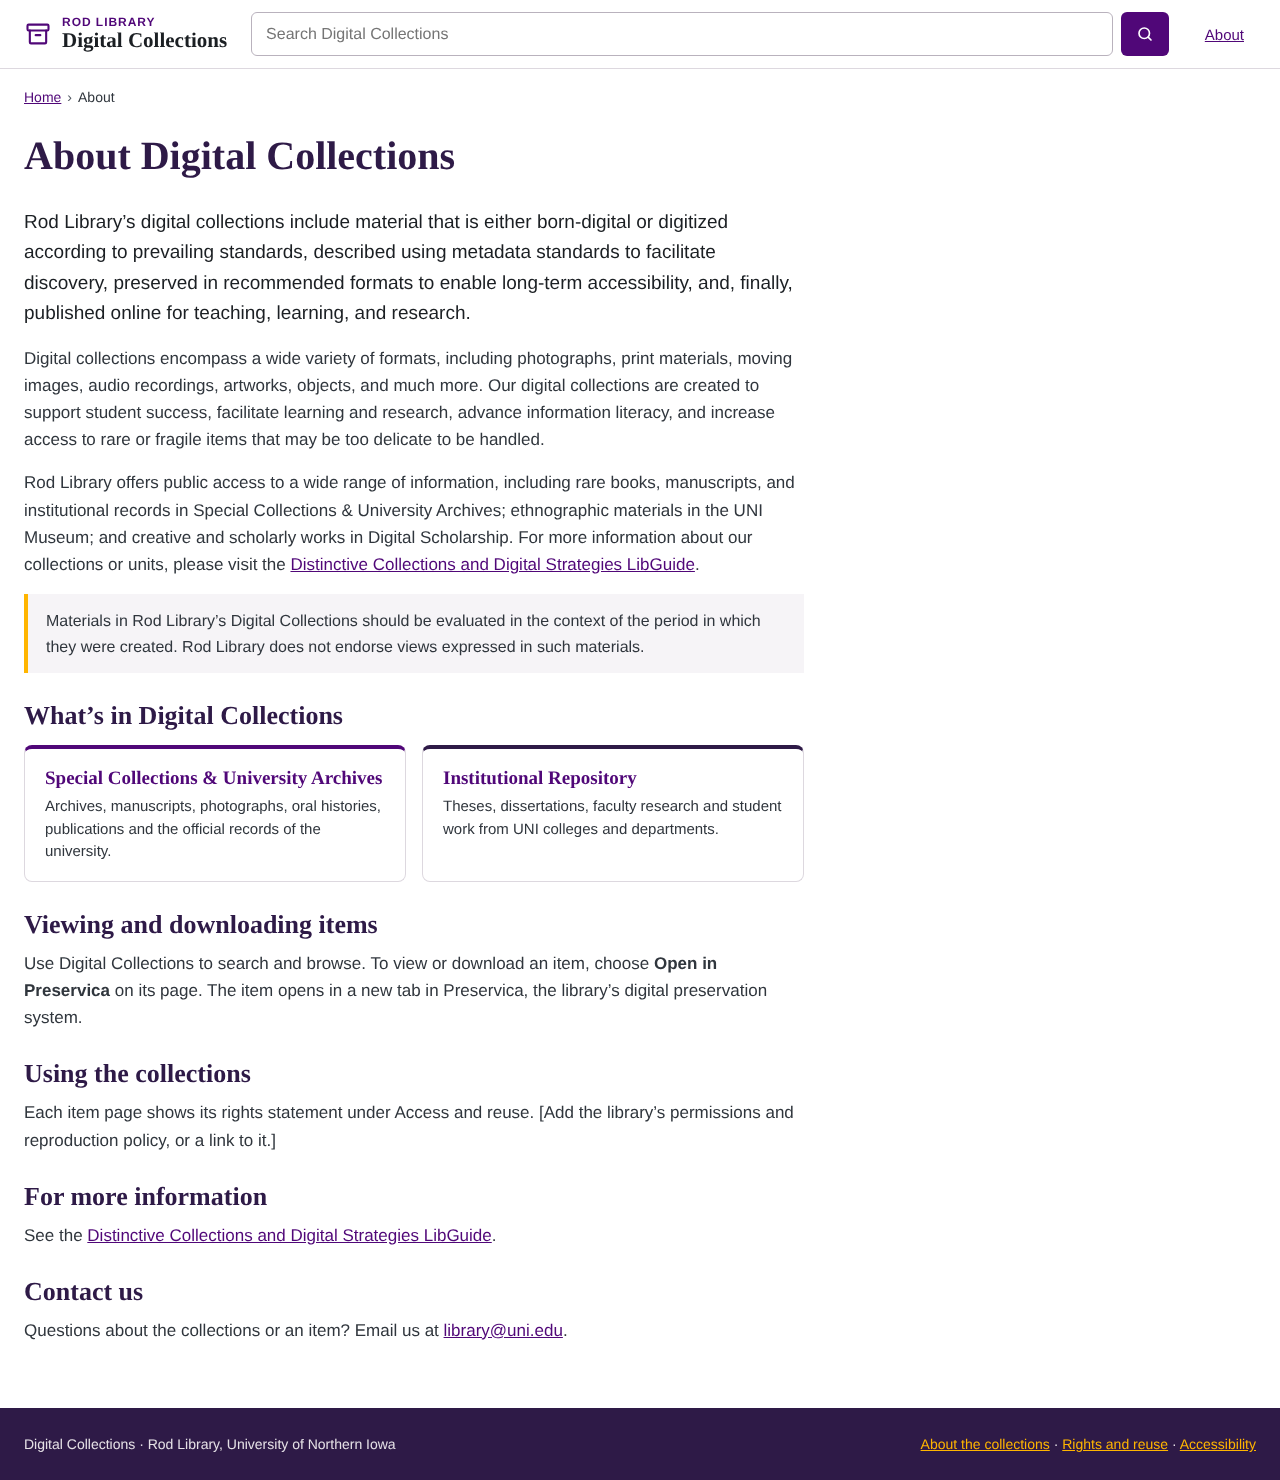 ROD LIBRARY
Digital Collections
Search Digital Collections
About
Home › About
About Digital Collections
Rod Library’s digital collections include material that is either born-digital or digitized
according to prevailing standards, described using metadata standards to facilitate
discovery, preserved in recommended formats to enable long-term accessibility, and, finally,
published online for teaching, learning, and research.
Digital collections encompass a wide variety of formats, including photographs, print materials, moving
images, audio recordings, artworks, objects, and much more. Our digital collections are created to
support student success, facilitate learning and research, advance information literacy, and increase
access to rare or fragile items that may be too delicate to be handled.
Rod Library offers public access to a wide range of information, including rare books, manuscripts, and
institutional records in Special Collections & University Archives; ethnographic materials in the UNI
Museum; and creative and scholarly works in Digital Scholarship. For more information about our
collections or units, please visit the Distinctive Collections and Digital Strategies LibGuide.
Materials in Rod Library’s Digital Collections should be evaluated in the context of the period in which
they were created. Rod Library does not endorse views expressed in such materials.
What’s in Digital Collections
Special Collections & University Archives
Archives, manuscripts, photographs, oral histories,
publications and the official records of the
university.
Institutional Repository
Theses, dissertations, faculty research and student
work from UNI colleges and departments.
Viewing and downloading items
Use Digital Collections to search and browse. To view or download an item, choose Open in
Preservica on its page. The item opens in a new tab in Preservica, the library’s digital preservation
system.
Using the collections
Each item page shows its rights statement under Access and reuse. [Add the library’s permissions and
reproduction policy, or a link to it.]
For more information
See the Distinctive Collections and Digital Strategies LibGuide.
Contact us
Questions about the collections or an item? Email us at library@uni.edu.
Digital Collections · Rod Library, University of Northern Iowa
About the collections · Rights and reuse · Accessibility